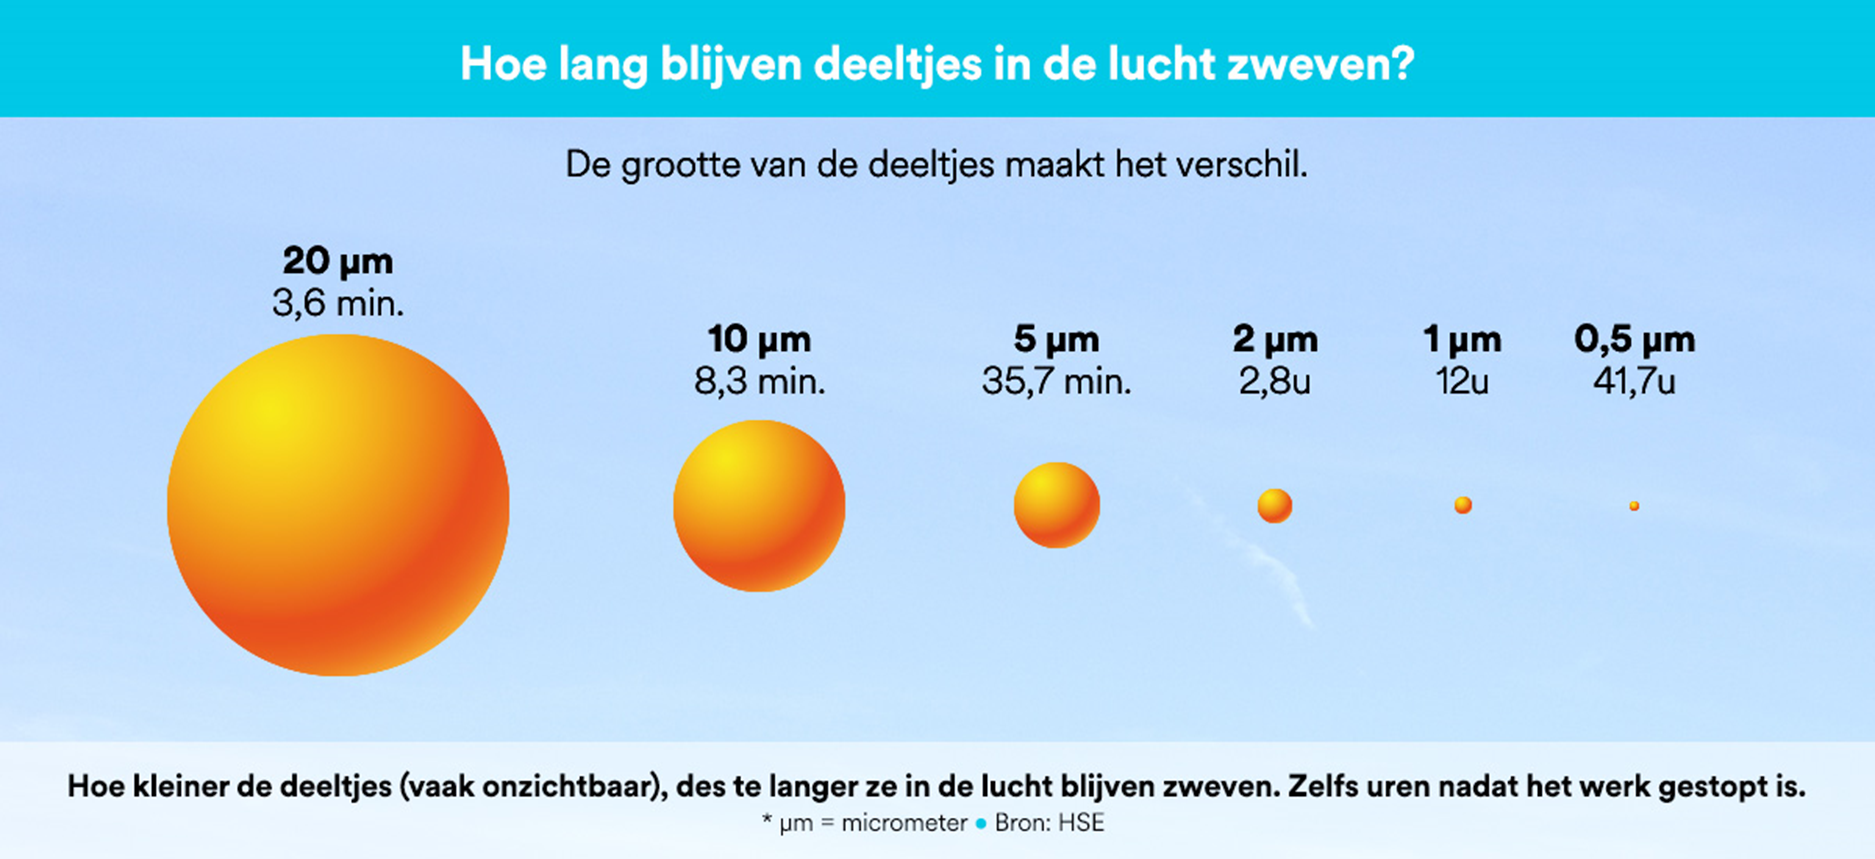 Hoe lang blijven deeltjes in de lucht zweven?
De grootte van de deeltjes maakt het verschil.
20 µm
3,6 min.
10 µm
8,3 min.
5 µm
35,7 min.
2 µm
2,8u
1 µm
12u
0,5 µm
41,7u
Hoe kleiner de deeltjes (vaak onzichtbaar), des te langer ze in de lucht blijven zweven. Zelfs uren nadat het werk gestopt is.
* µm = micrometer • Bron: HSE